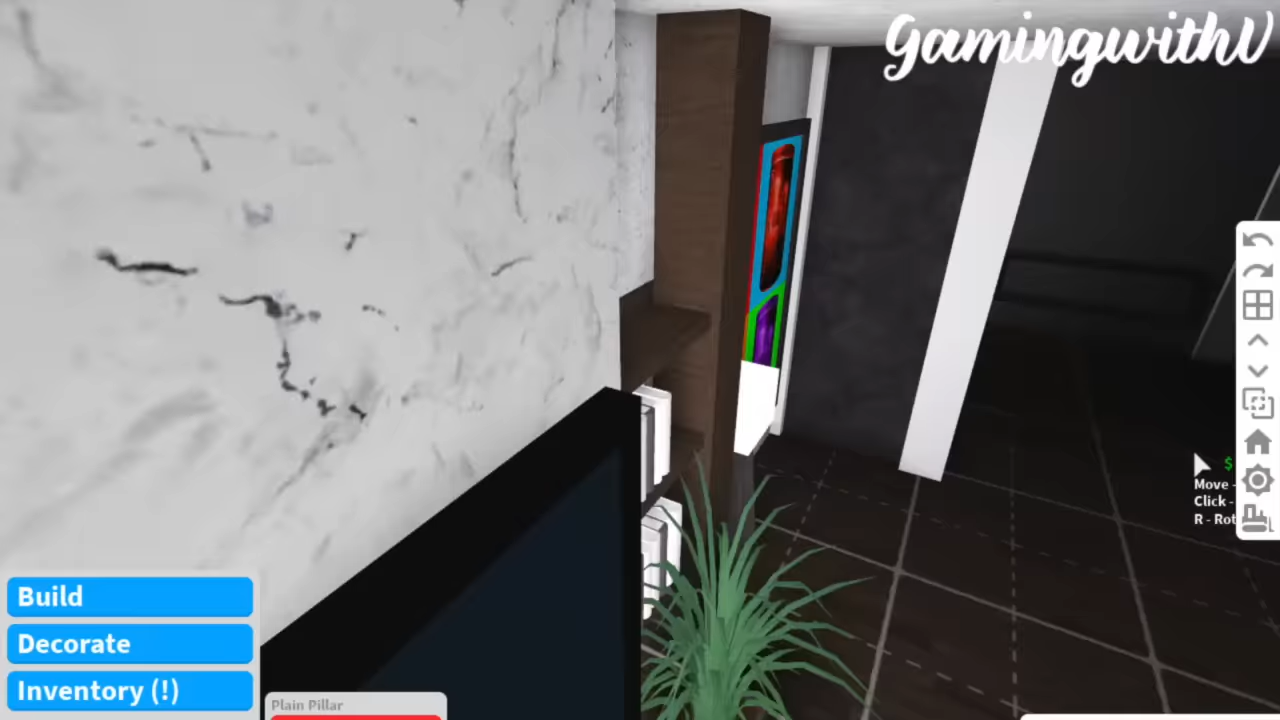 GamingwithV
$
Move -
Click -
R - Rot
Build
Decorate
Inventory (!)
Plain Pillar